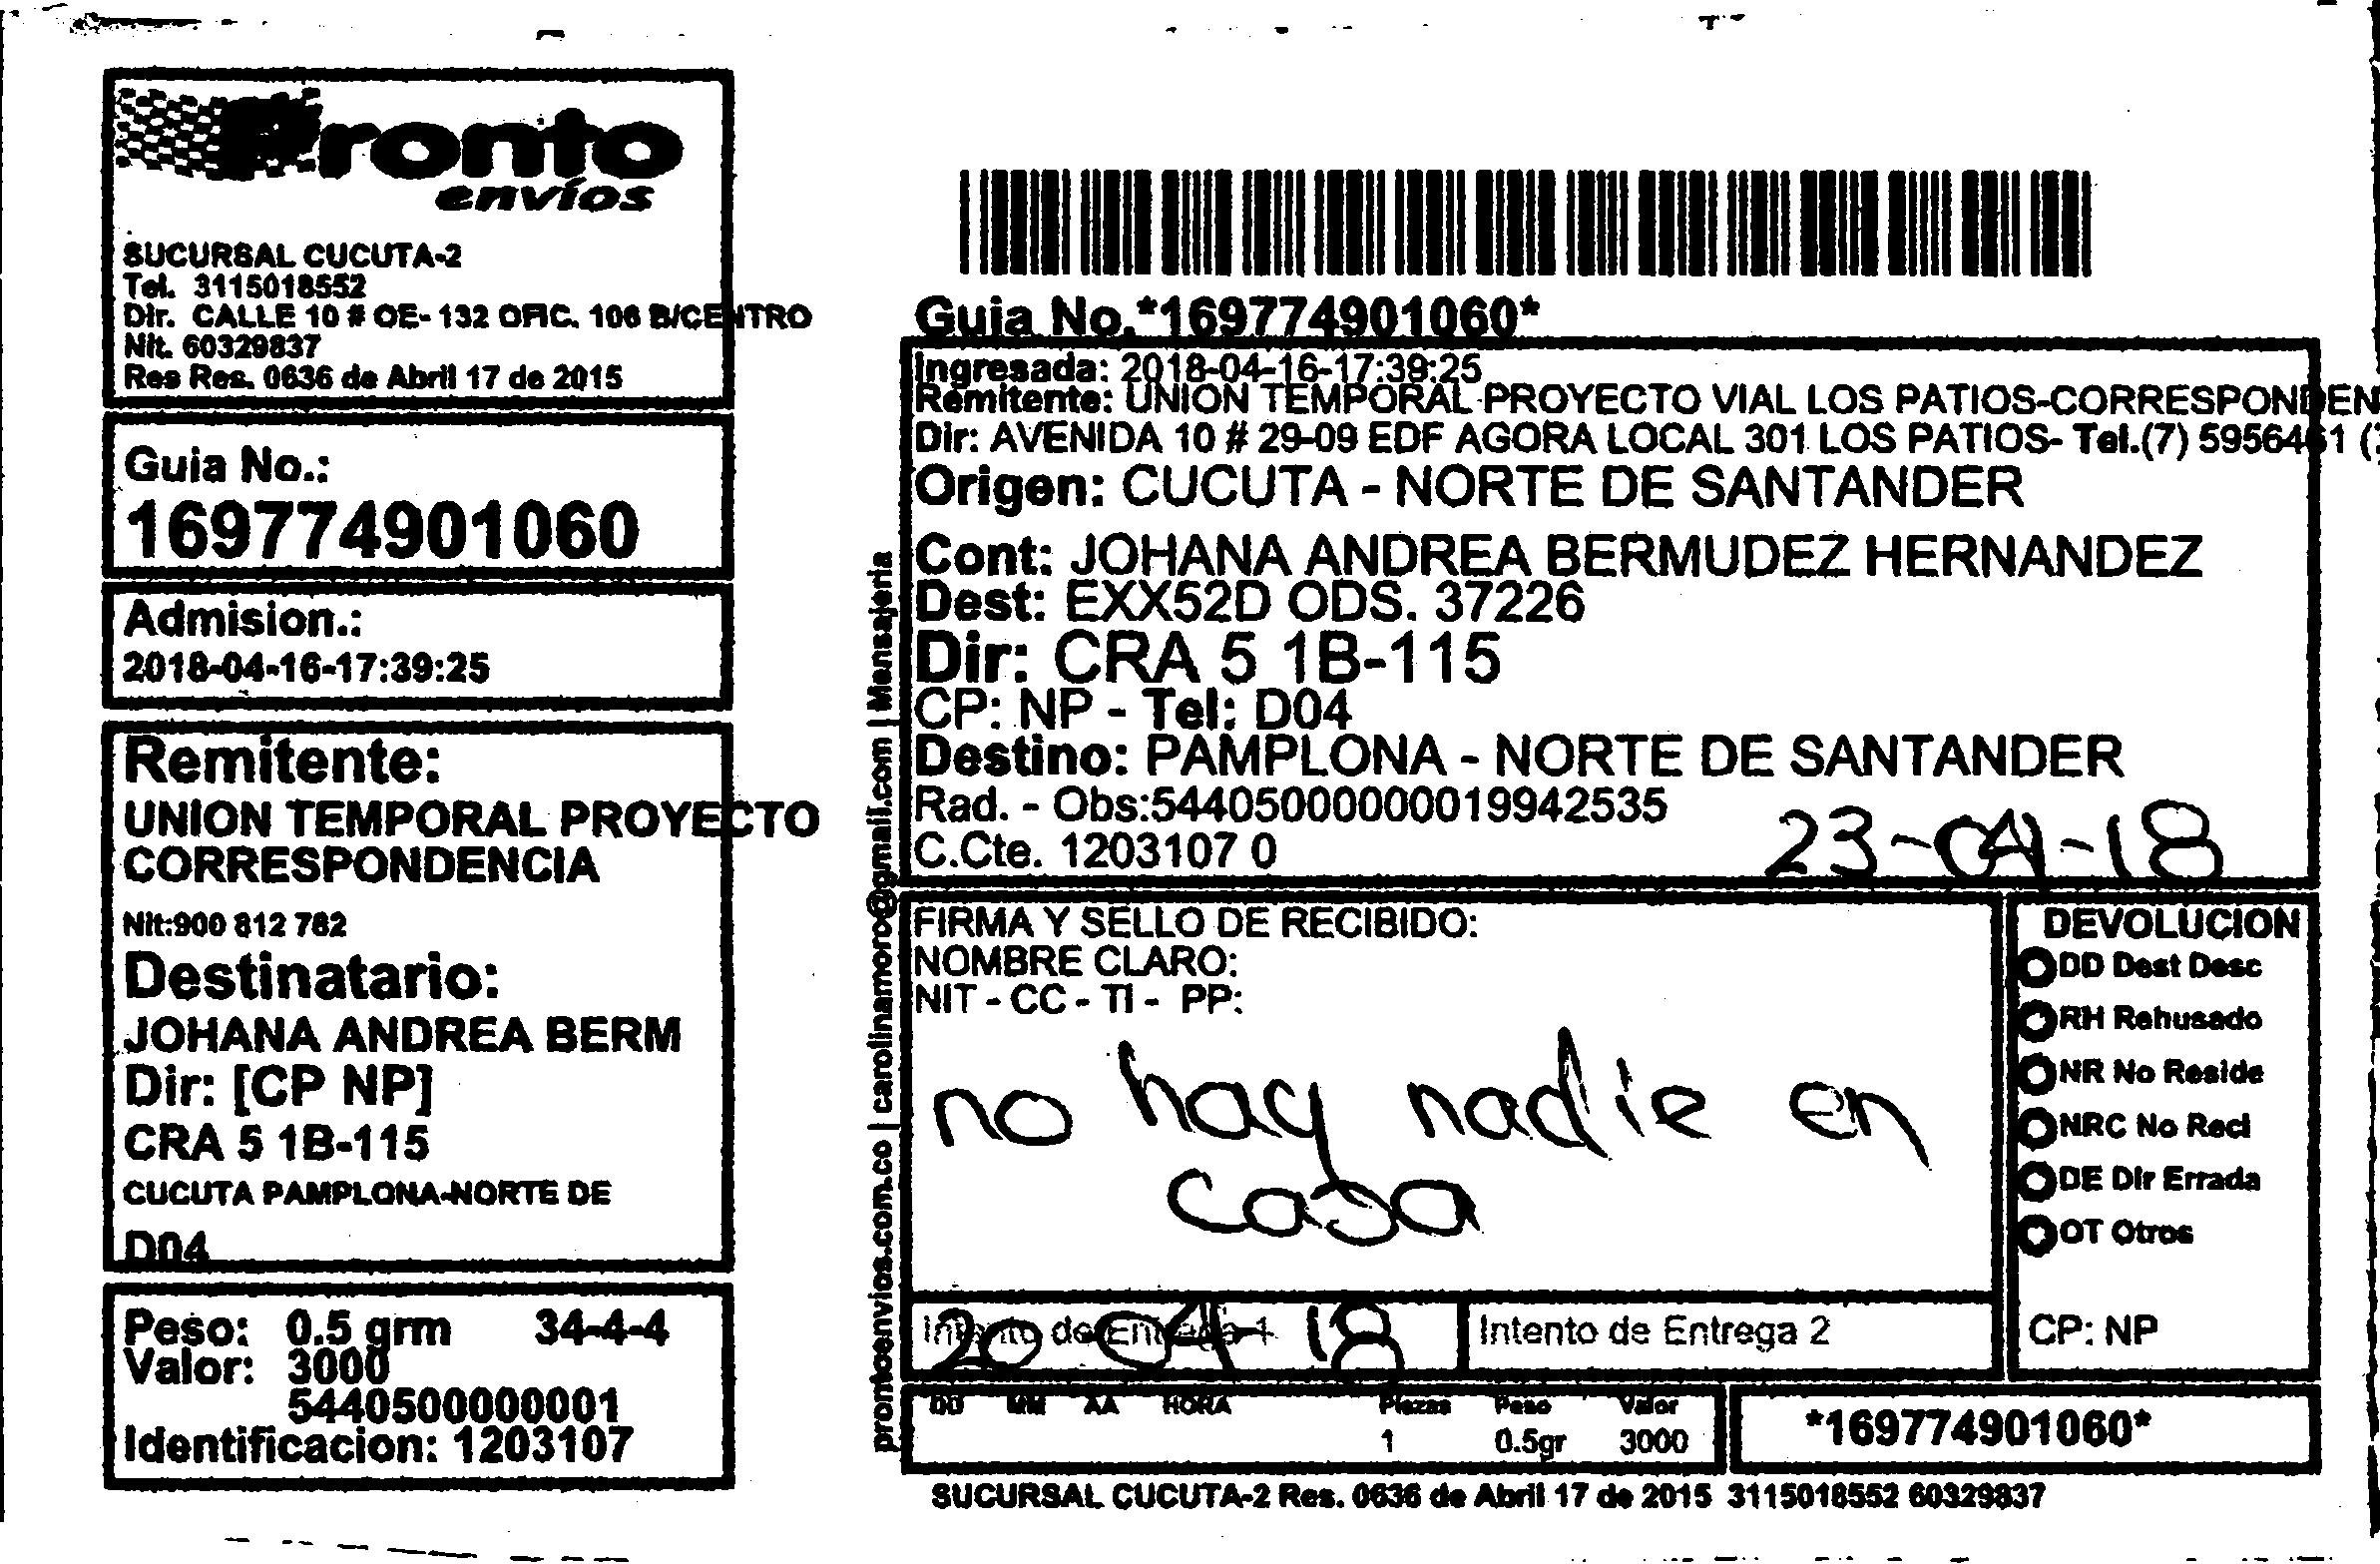 Pronto
envíos
SUCURSAL CUCUTA-2
Tel. 3115018552
Dir. CALLE 10 # OE- 132 OFIC. 106 B/CENTRO
Nit. 60329837
Res Res. 0636 de Abril 17 de 2015
Guia No.:
169774901060
Admision.:
2018-04-16-17:39:25
Remitente:
UNION TEMPORAL PROYECTO
CORRESPONDENCIA
Nit:900 812 782
Destinatario:
JOHANA ANDREA BERM
Dir: [CP NP]
CRA 5 1B-115
CUCUTA PAMPLONA-NORTE DE
D04
Peso: 0.5 grm 34-4-4
Valor: 3000
5440500000001
Identificacion: 1203107
prontoenvios.com.co | carolinamoro@gmail.com | Mensajeria
Guia No.*169774901060*
Ingresada: 2018-04-16-17:39:25
Remitente: UNION TEMPORAL PROYECTO VIAL LOS PATIOS-CORRESPONDEN
Dir: AVENIDA 10 # 29-09 EDF AGORA LOCAL 301 LOS PATIOS- Tel.(7) 5956461 (
Origen: CUCUTA - NORTE DE SANTANDER
Cont: JOHANA ANDREA BERMUDEZ HERNANDEZ
Dest: EXX52D ODS. 37226
Dir: CRA 5 1B-115
CP: NP - Tel: D04
Destino: PAMPLONA - NORTE DE SANTANDER
Rad. - Obs:544050000000019942535
C.Cte. 1203107 0
23-04-18
FIRMA Y SELLO DE RECIBIDO:
NOMBRE CLARO:
NIT - CC - TI - PP:
no hay nadie en
casa
Intento de Entrega 1
20 04 18
Intento de Entrega 2
DEVOLUCION
DD Dest Desc
RH Rehusado
NR No Reside
NRC No Recl
DE Dir Errada
OT Otros
CP: NP
DD MM AA HORA Piezas Peso Valor
1 0.5gr 3000
*169774901060*
SUCURSAL CUCUTA-2 Res. 0636 de Abril 17 de 2015 3115018552 60329837